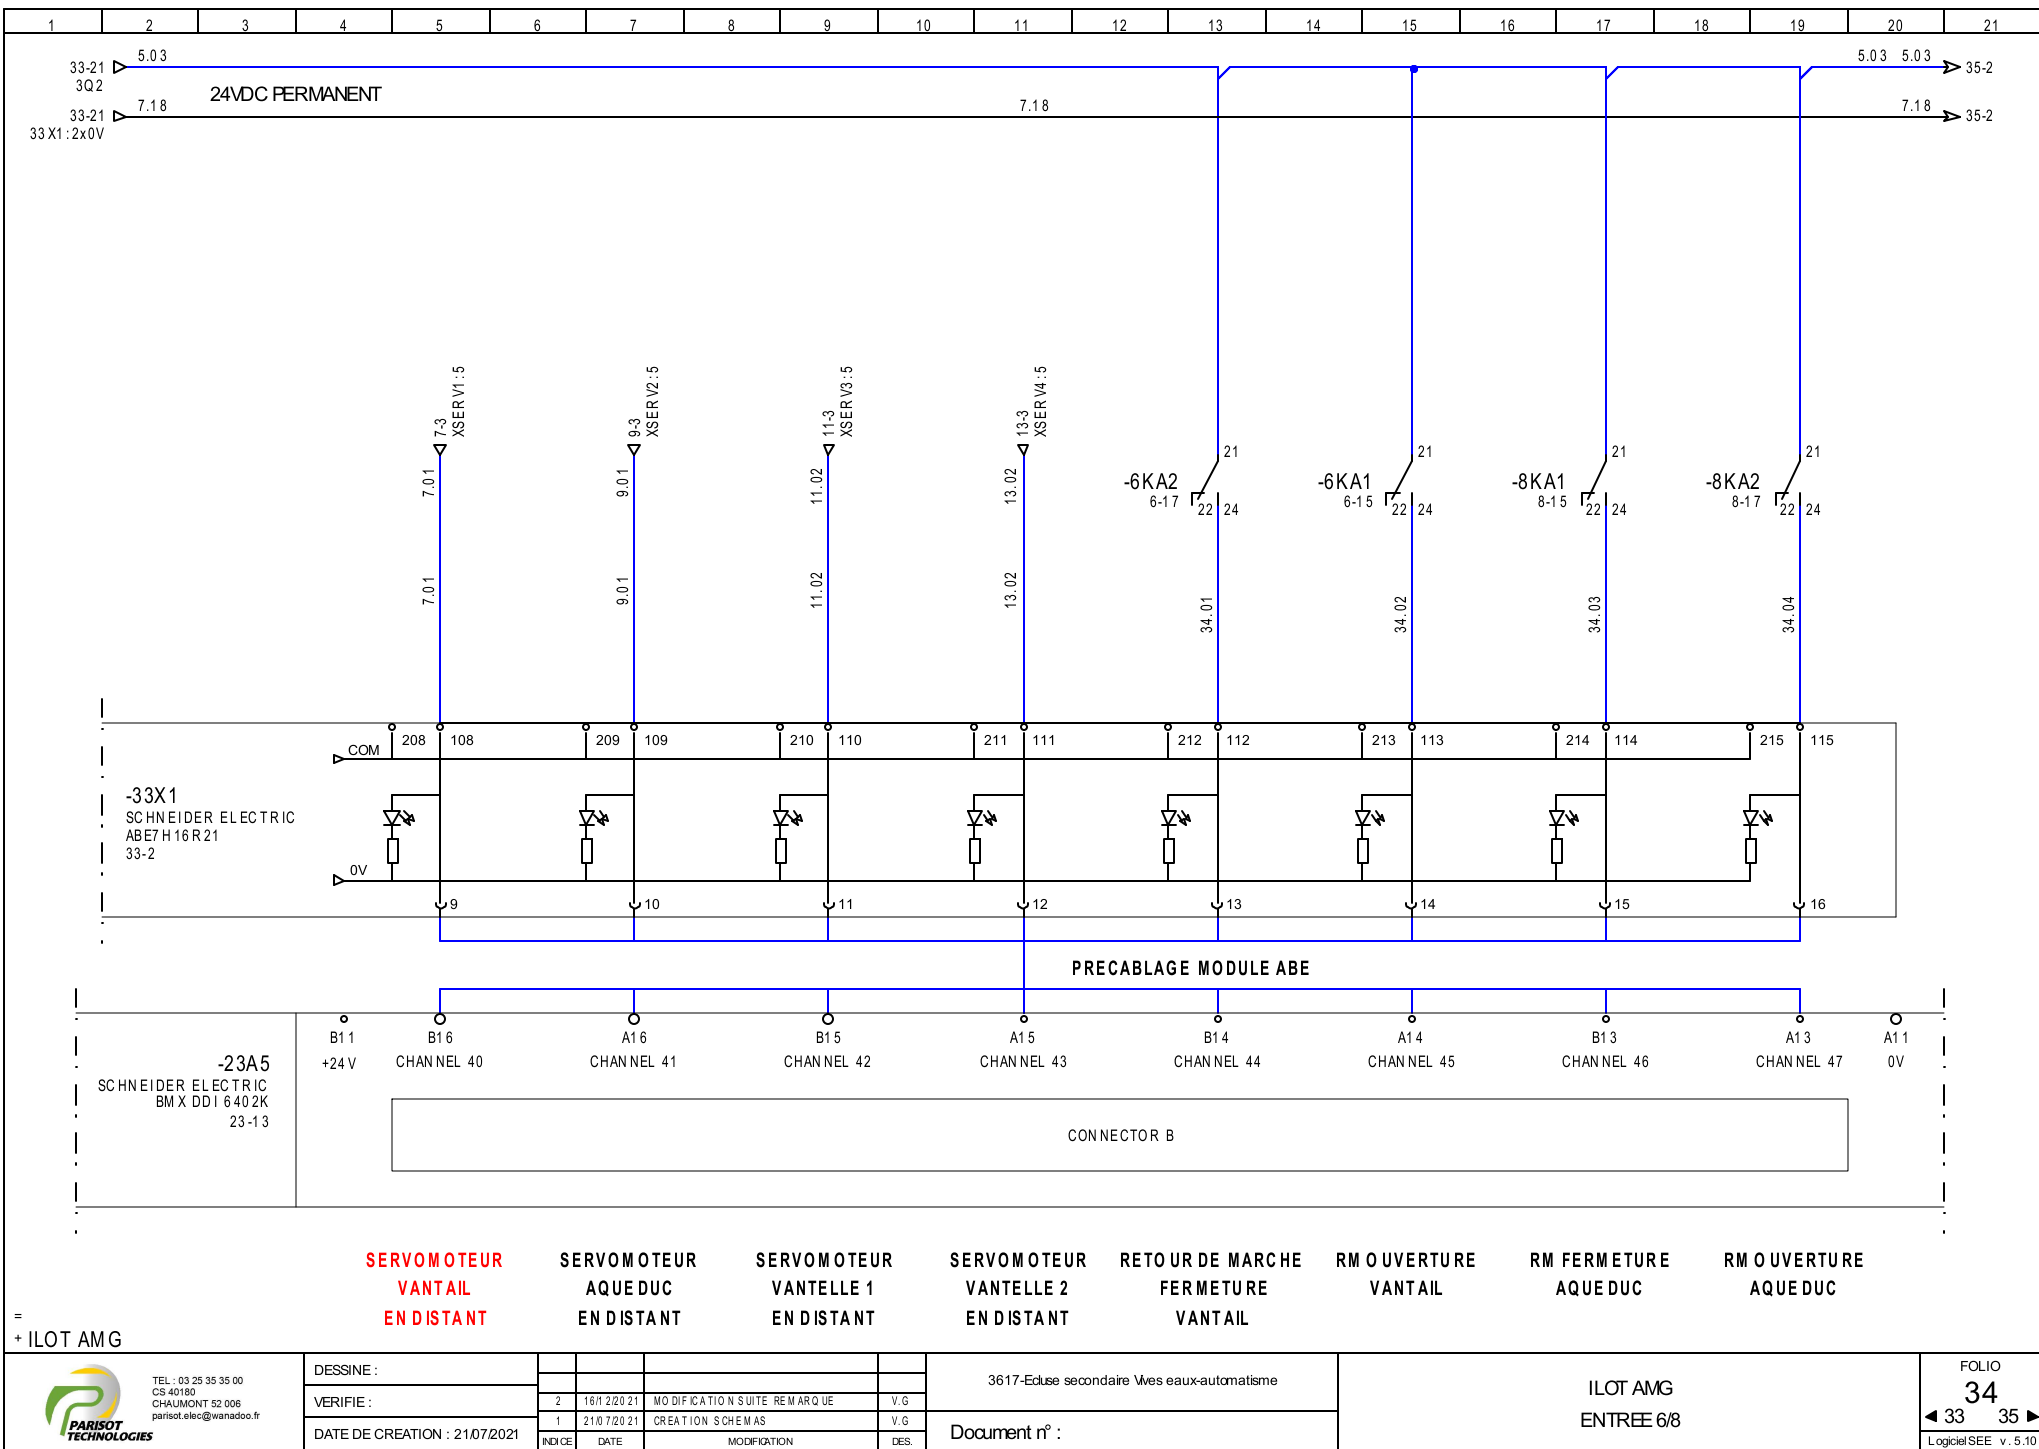 1 2 3 4 5 6 7 8 9 10 11 12 13 14 15 16 17 18 19 20 21
33-21 5.03 5.03 5.03 35-2
3Q2
24VDC PERMANENT
33-21 7.18 7.18 7.18 35-2
33X1:2x0V
7-3 XSERV1:5
9-3 XSERV2:5
11-3 XSERV3:5
13-3 XSERV4:5
7.01 9.01 11.02 13.02
21 21 21 21
-6KA2 -6KA1 -8KA1 -8KA2
6-17 6-15 8-15 8-17
22 24 22 24 22 24 22 24
7.01 9.01 11.02 13.02 34.01 34.02 34.03 34.04
208 108 209 109 210 110 211 111 212 112 213 113 214 114 215 115
COM
-33X1
SCHNEIDER ELECTRIC
ABE7H16R21
33-2
0V
9 10 11 12 13 14 15 16
PRECABLAGE MODULE ABE
B11 B16 A16 B15 A15 B14 A14 B13 A13 A11
+24V CHANNEL 40 CHANNEL 41 CHANNEL 42 CHANNEL 43 CHANNEL 44 CHANNEL 45 CHANNEL 46 CHANNEL 47 0V
-23A5
SCHNEIDER ELECTRIC
BMX DDI 6402K
23-13
CONNECTOR B
SERVOMOTEUR
VANTAIL
EN DISTANT
SERVOMOTEUR
AQUEDUC
EN DISTANT
SERVOMOTEUR
VANTELLE 1
EN DISTANT
SERVOMOTEUR
VANTELLE 2
EN DISTANT
RETOUR DE MARCHE
FERMETURE
VANTAIL
RM OUVERTURE
VANTAIL
RM FERMETURE
AQUEDUC
RM OUVERTURE
AQUEDUC
=
+ ILOT AMG
PARISOT
TECHNOLOGIES
TEL : 03 25 35 35 00
CS 40180
CHAUMONT 52 006
parisot.elec@wanadoo.fr
DESSINE :
VERIFIE :
DATE DE CREATION : 21/07/2021
2 16/12/2021 MODIFICATION SUITE REMARQUE V.G
1 21/07/2021 CREATION SCHEMAS V.G
INDICE DATE MODIFICATION DES.
3617-Ecluse secondaire Vives eaux-automatisme
Document n° :
ILOT AMG
ENTREE 6/8
FOLIO
34
33 35
Logiciel SEE v. 5.10